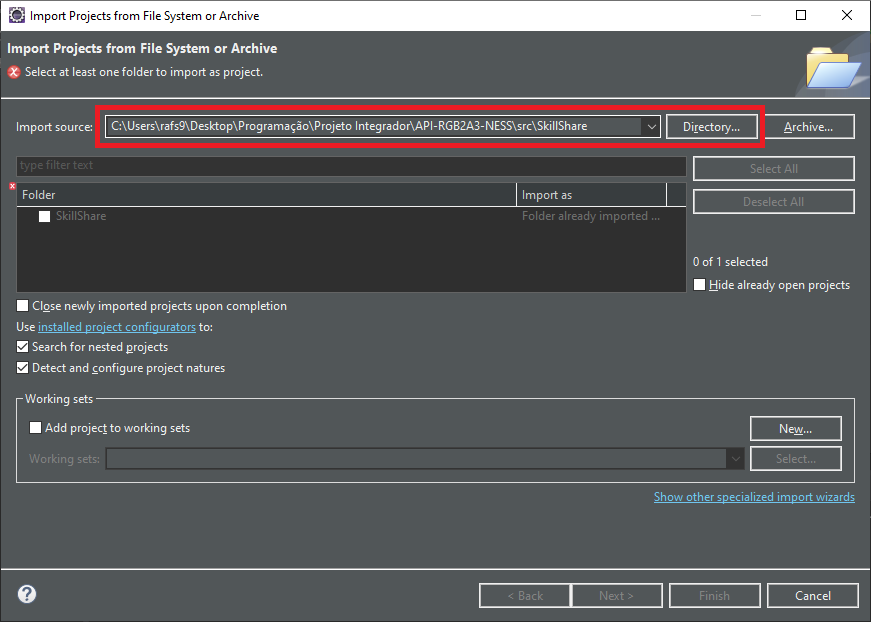 Import Projects from File System or Archive
Import Projects from File System or Archive
Select at least one folder to import as project.
Import source: C:\Users\rafs9\Desktop\Programação\Projeto Integrador\API-RGB2A3-NESS\src\SkillShare Directory... Archive...
type filter text Select All
Folder Import as Deselect All
SkillShare Folder already imported ...
0 of 1 selected
Hide already open projects
Close newly imported projects upon completion
Use installed project configurators to:
Search for nested projects
Detect and configure project natures
Working sets
Add project to working sets New...
Working sets: Select...
Show other specialized import wizards
? < Back Next > Finish Cancel